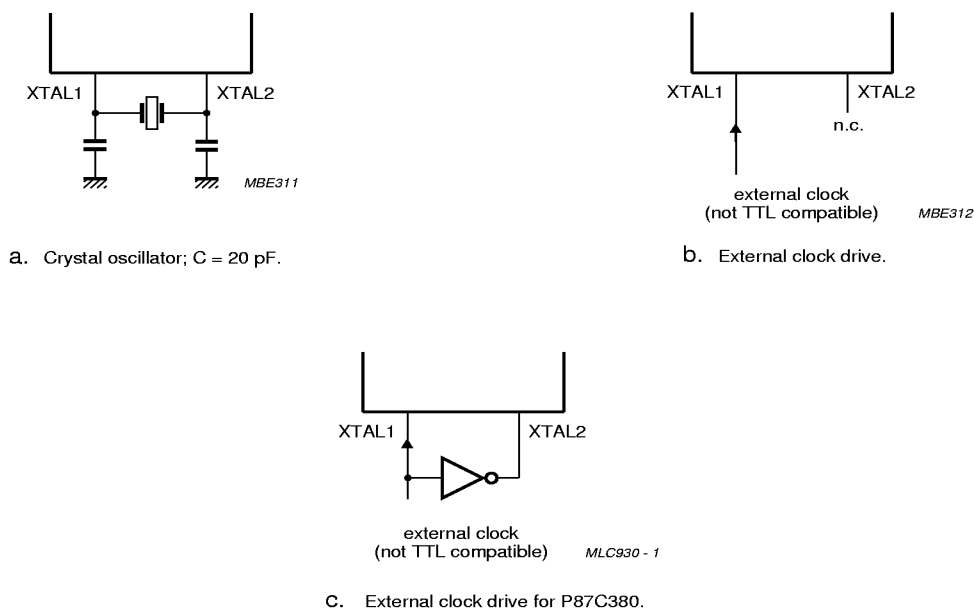 XTAL1 XTAL2
MBE311
a. Crystal oscillator; C = 20 pF.
XTAL1 XTAL2
n.c.
external clock
(not TTL compatible) MBE312
b. External clock drive.
XTAL1 XTAL2
external clock
(not TTL compatible) MLC930 - 1
c. External clock drive for P87C380.